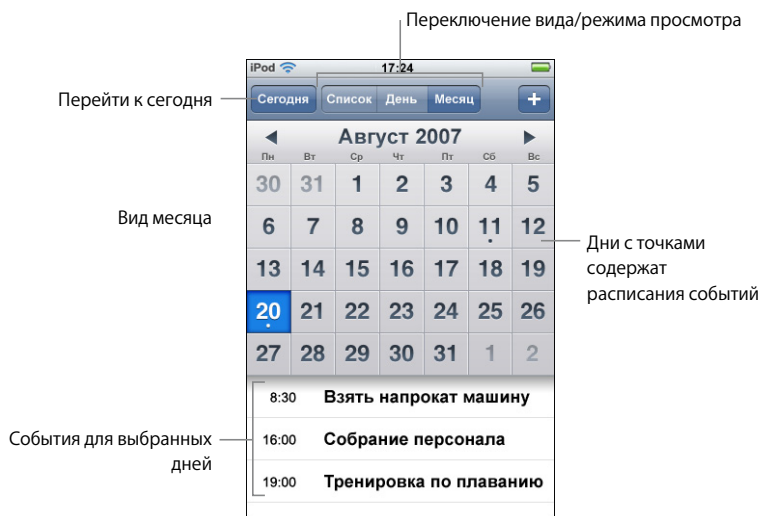 Переключение вида/режима просмотра
iPod 17:24
Перейти к сегодня
Сегодня Список День Месяц +
Август 2007
Пн Вт Ср Чт Пт Сб Вс
30 31 1 2 3 4 5
Вид месяца
6 7 8 9 10 11 12
Дни с точками
содержат
расписания событий
13 14 15 16 17 18 19
20 21 22 23 24 25 26
27 28 29 30 31 1 2
События для выбранных
дней
8:30 Взять напрокат машину
16:00 Собрание персонала
19:00 Тренировка по плаванию